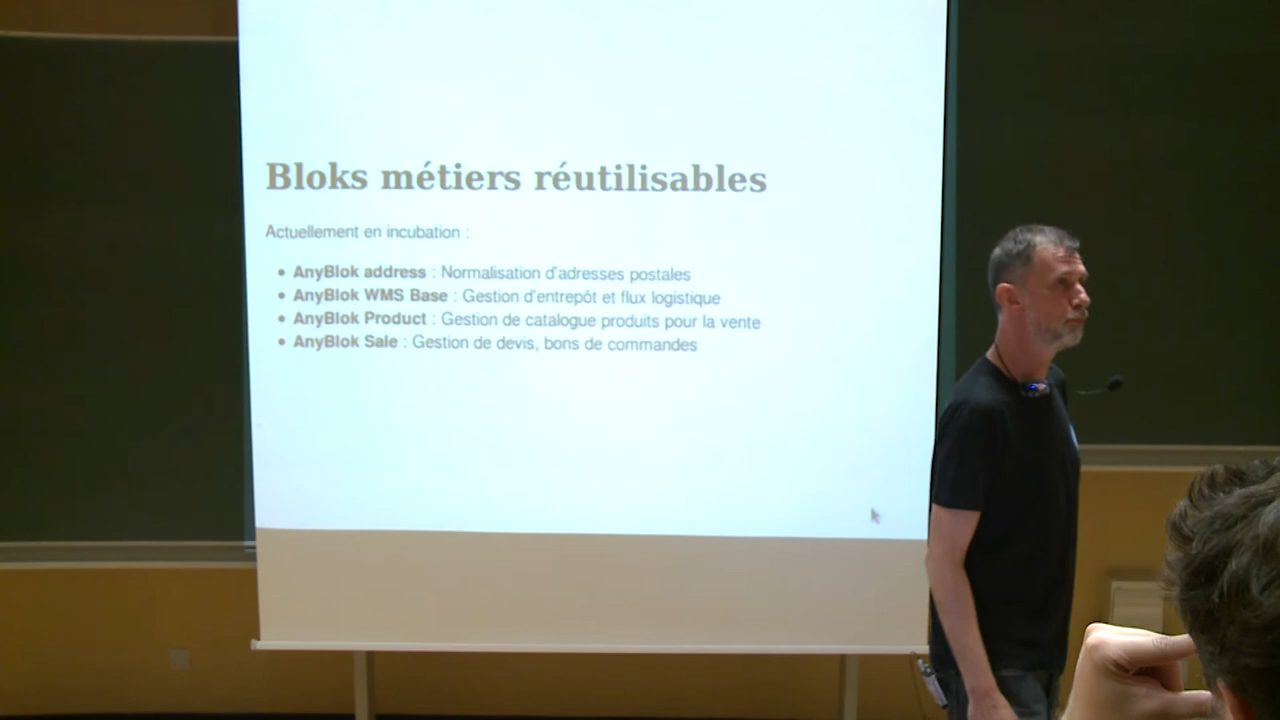 Bloks métiers réutilisables
Actuellement en incubation :
• AnyBlok address : Normalisation d'adresses postales
• AnyBlok WMS Base : Gestion d'entrepôt et flux logistique
• AnyBlok Product : Gestion de catalogue produits pour la vente
• AnyBlok Sale : Gestion de devis, bons de commandes